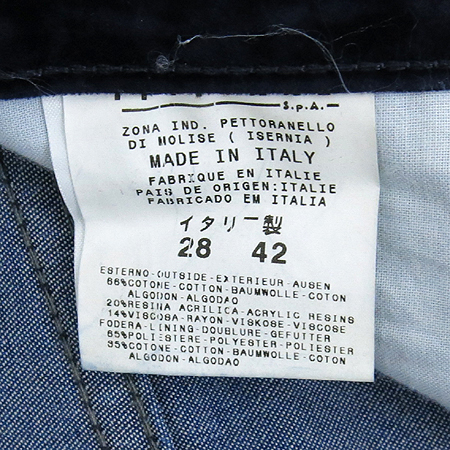 S.p.A.-
ZONA IND. PETTORANELLO
DI MOLISE ( ISERNIA )
MADE IN ITALY
FABRIQUE EN ITALIE
PAIS DE ORIGEN:ITALIE
FABRICADO EM ITALIA
イタリー製
28 42
ESTERNO-OUTSIDE-EXTERIEUR-AUSEN
66%COTONE-COTTON-BAUMWOLLE-COTON
ALGODON-ALGODAO
20%RESINA ACRILICA-ACRYLIC RESINS
14%VISCOSA-RAYON-VISKOSE-VISCOSE
FODERA-LINING-DOUBLURE-GEFUTTER
65%POLIESTERE-POLYESTER-POLIESTER
35%COTONE-COTTON-BAUMWOLLE-COTON
ALGODON-ALGODAO